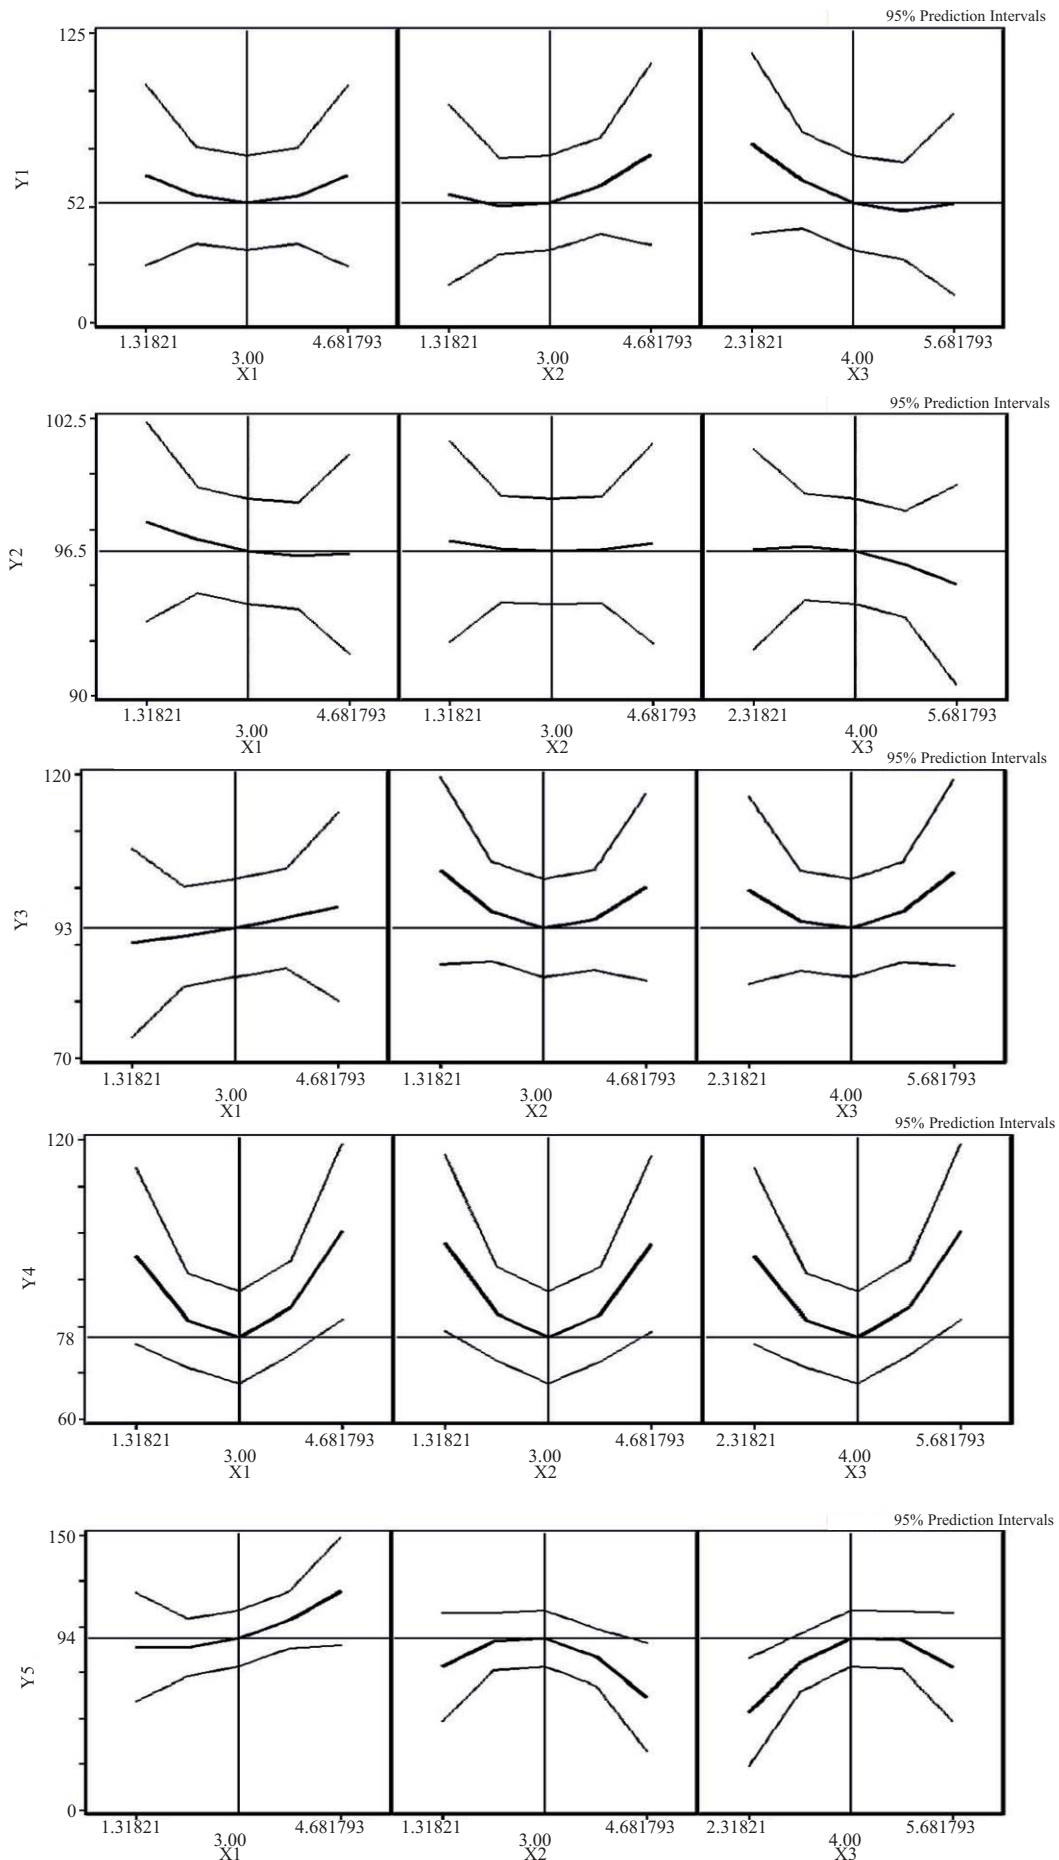 95% Prediction Intervals
125
Y1
52
0
1.31821 4.681793 1.31821 4.681793 2.31821 5.681793
3.00 3.00 4.00
X1 X2 X3
95% Prediction Intervals
102.5
96.5
Y2
90
1.31821 4.681793 1.31821 4.681793 2.31821 5.681793
3.00 3.00 4.00
X1 X2 X3
95% Prediction Intervals
120
Y3
93
70
1.31821 4.681793 1.31821 4.681793 2.31821 5.681793
3.00 3.00 4.00
X1 X2 X3
95% Prediction Intervals
120
Y4
78
60
1.31821 4.681793 1.31821 4.681793 2.31821 5.681793
3.00 3.00 4.00
X1 X2 X3
95% Prediction Intervals
150
94
Y5
0
1.31821 4.681793 1.31821 4.681793 2.31821 5.681793
3.00 3.00 4.00
X1 X2 X3